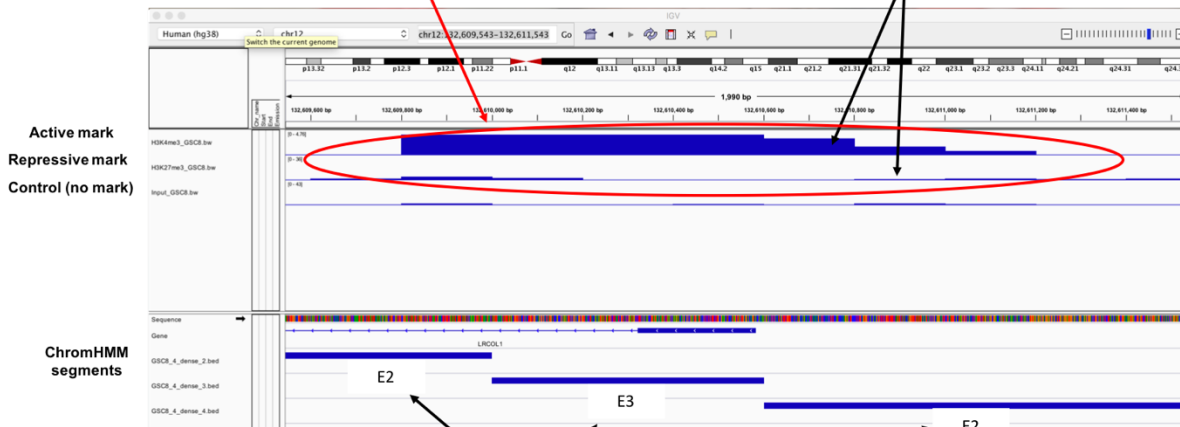 IGV
Human (hg38) chr12 chr12:132,609,543-132,611,543 Go
Switch the current genome
p13.32 p13.2 p12.3 p12.1 p11.22 p11.1 q12 q13.11 q13.13 q13.3 q14.2 q15 q21.1 q21.2 q21.31 q21.32 q22 q23.1 q23.2 q23.3 q24.11 q24.21 q24.31
1,990 bp
132,609,600 bp 132,609,800 bp 132,610,000 bp 132,610,200 bp 132,610,400 bp 132,610,600 bp 132,611,000 bp 132,611,200 bp 132,611,400 bp
Active mark
H3K4me3_GSC8.bw
Repressive mark
H3K27me3_GSC8.bw
Control (no mark)
Input_GSC8.bw
Sequence
Gene
LRCOL1
ChromHMM
segments
GSC8_4_dense_2.bed
E2
GSC8_4_dense_3.bed
E3
GSC8_4_dense_4.bed
E2